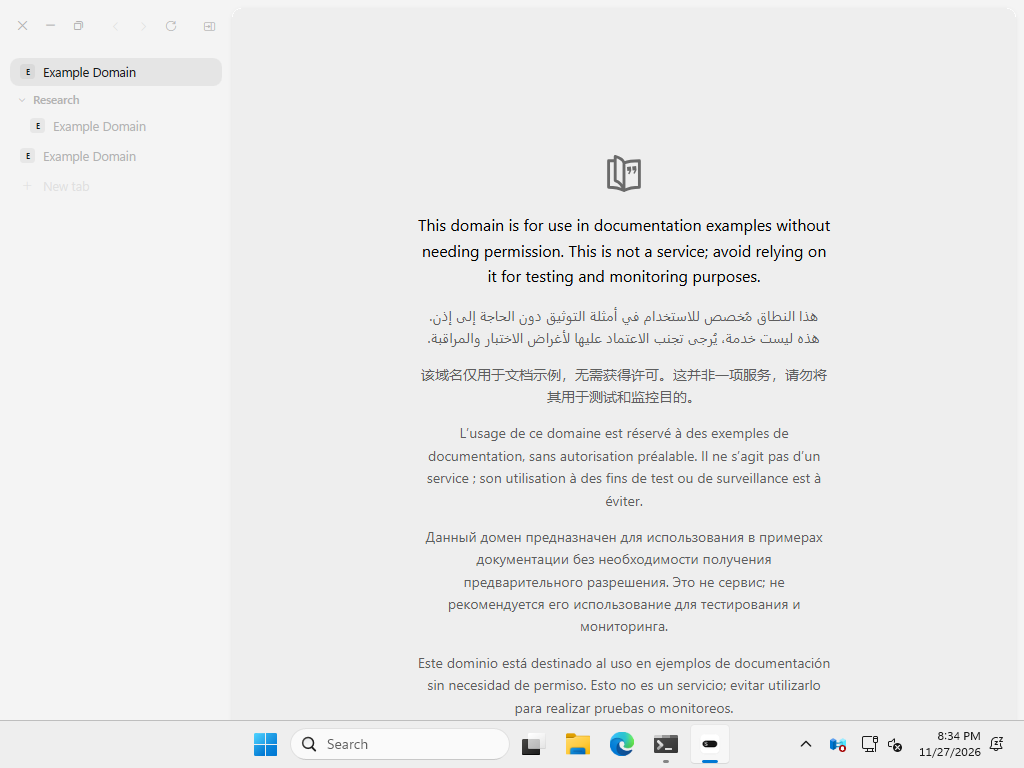 E Example Domain
Research
E Example Domain
E Example Domain
+ New tab
This domain is for use in documentation examples without
needing permission. This is not a service; avoid relying on
it for testing and monitoring purposes.
هذا النطاق مُخصص للاستخدام في أمثلة التوثيق دون الحاجة إلى إذن.
هذه ليست خدمة، يُرجى تجنب الاعتماد عليها لأغراض الاختبار والمراقبة.
该域名仅用于文档示例，无需获得许可。这并非一项服务，请勿将
其用于测试和监控目的。
L’usage de ce domaine est réservé à des exemples de
documentation, sans autorisation préalable. Il ne s’agit pas d’un
service ; son utilisation à des fins de test ou de surveillance est à
éviter.
Данный домен предназначен для использования в примерах
документации без необходимости получения
предварительного разрешения. Это не сервис; не
рекомендуется его использование для тестирования и
мониторинга.
Este dominio está destinado al uso en ejemplos de documentación
sin necesidad de permiso. Esto no es un servicio; evitar utilizarlo
para realizar pruebas o monitoreos.
Search
8:34 PM
11/27/2026